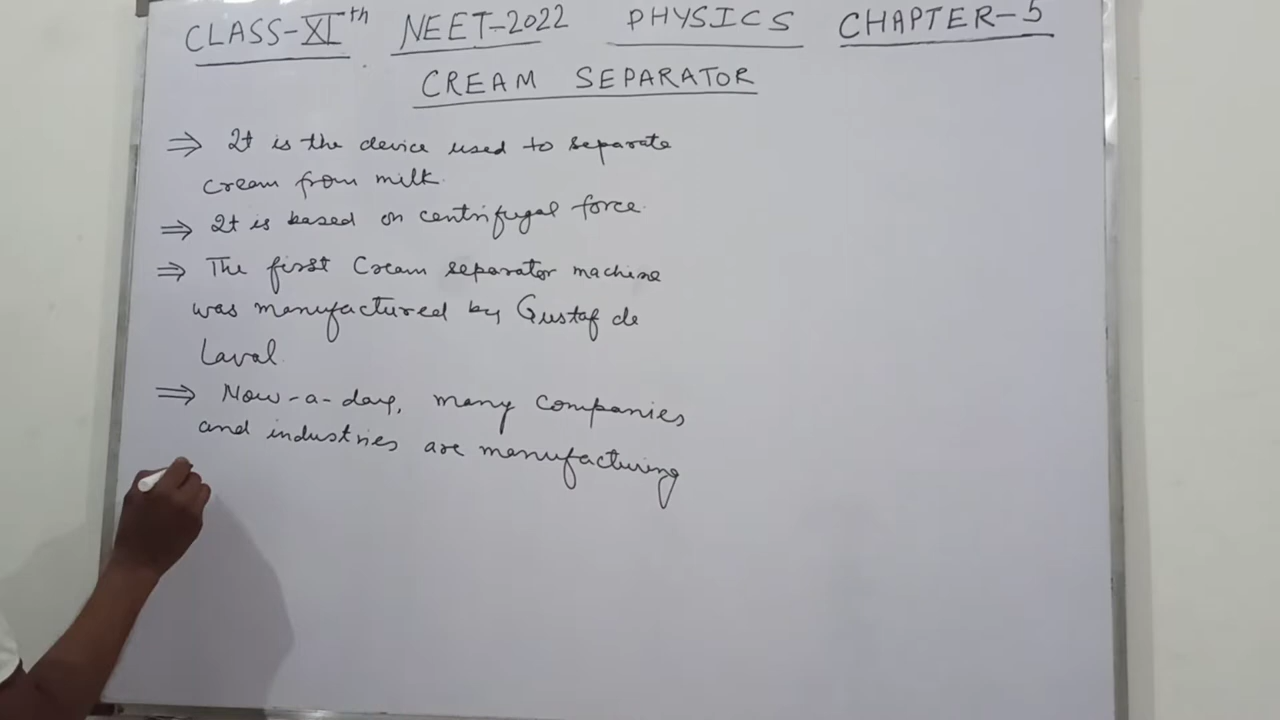 CLASS-XIth NEET-2022 PHYSICS CHAPTER-5
CREAM SEPARATOR
⇒ It is the device used to separate
cream from milk.
⇒ It is based on centrifugal force.
⇒ The first Cream separator machine
was manufactured by Gustaf de
Laval.
⇒ Now-a-day, many companies
and industries are manufacturing